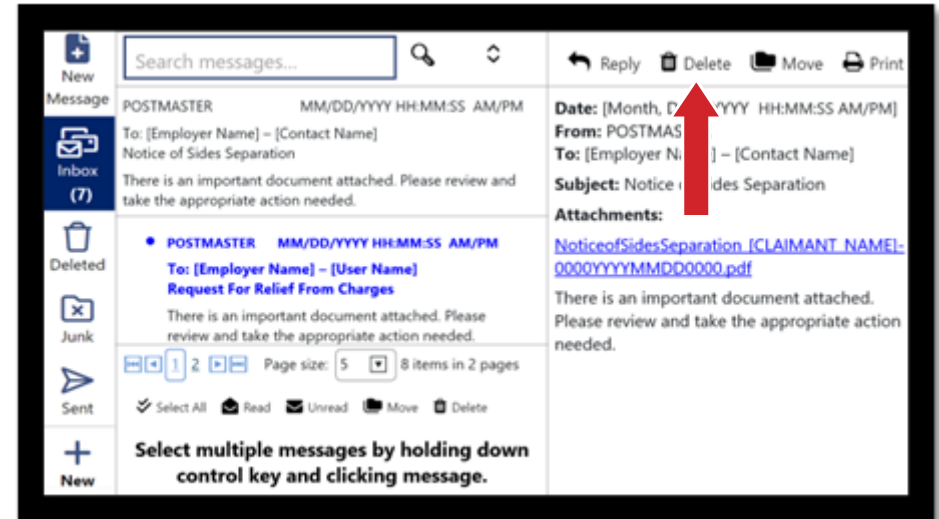 New
Message
Inbox
(7)
Deleted
Junk
Sent
New
Search messages...
POSTMASTER MM/DD/YYYY HH:MM:SS AM/PM
To: [Employer Name] – [Contact Name]
Notice of Sides Separation
There is an important document attached. Please review and
take the appropriate action needed.
• POSTMASTER MM/DD/YYYY HH:MM:SS AM/PM
To: [Employer Name] – [User Name]
Request For Relief From Charges
There is an important document attached. Please
review and take the appropriate action needed.
1 2 Page size: 5 8 items in 2 pages
Select All Read Unread Move Delete
Select multiple messages by holding down
control key and clicking message.
Reply Delete Move Print
Date: [Month, D YYYY HH:MM:SS AM/PM]
From: POSTMAS
To: [Employer N ] – [Contact Name]
Subject: Notice ides Separation
Attachments:
NoticeofSidesSeparation [CLAIMANT NAME]-
0000YYYYMMDD0000.pdf
There is an important document attached.
Please review and take the appropriate action
needed.